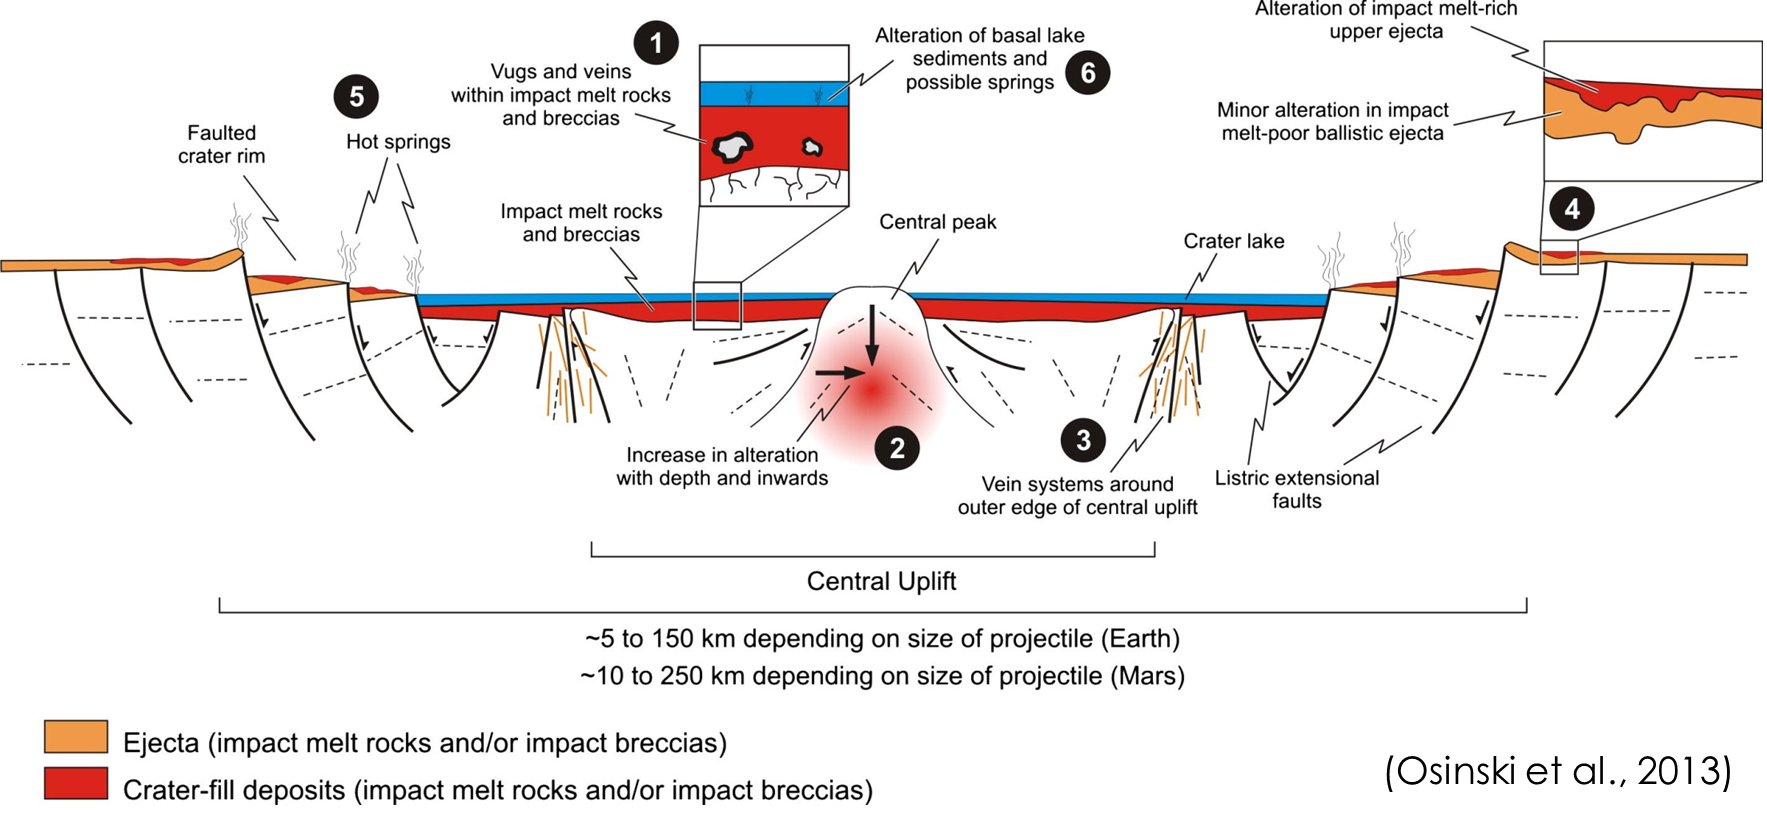 Alteration of impact melt-rich
upper ejecta
1
Alteration of basal lake
sediments and
possible springs
6
Vugs and veins
within impact melt rocks
and breccias
5
Minor alteration in impact
melt-poor ballistic ejecta
Faulted
crater rim
Hot springs
4
Impact melt rocks
and breccias
Central peak
Crater lake
2
3
Increase in alteration
with depth and inwards
Vein systems around
outer edge of central uplift
Listric extensional
faults
Central Uplift
~5 to 150 km depending on size of projectile (Earth)
~10 to 250 km depending on size of projectile (Mars)
Ejecta (impact melt rocks and/or impact breccias)
Crater-fill deposits (impact melt rocks and/or impact breccias)
(Osinski et al., 2013)